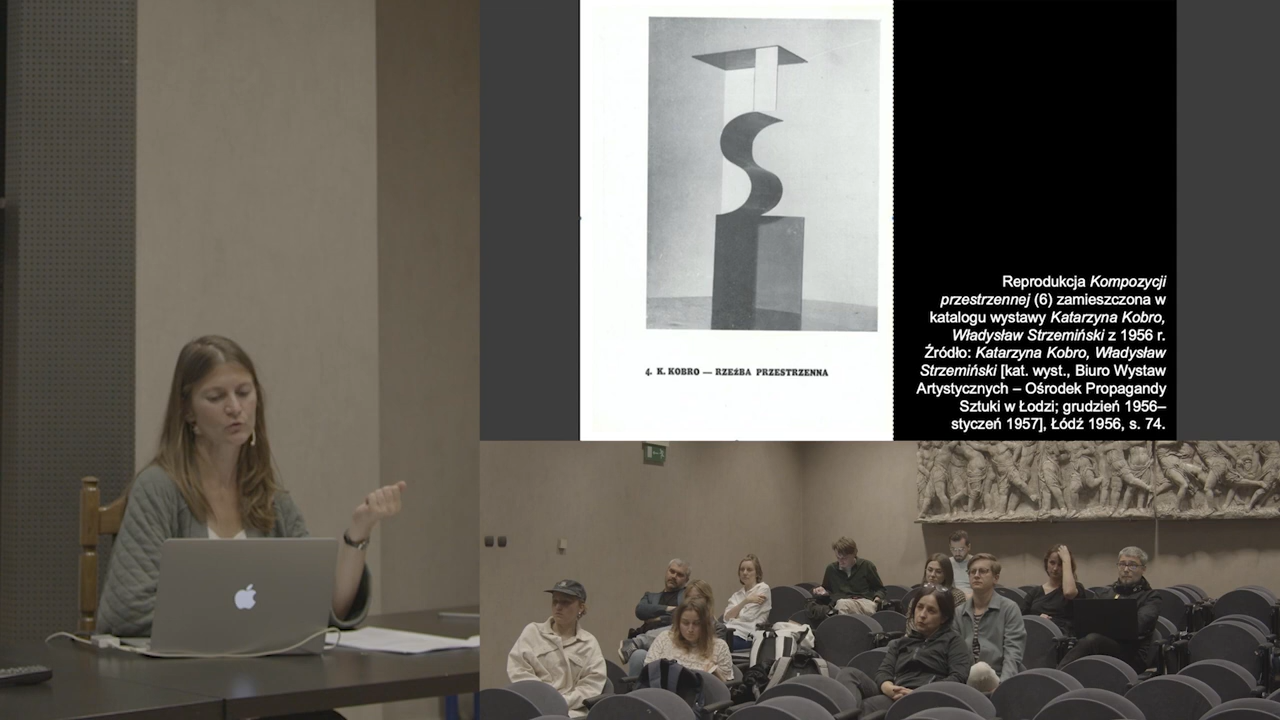 4. K. KOBRO — RZEŹBA PRZESTRZENNA
Reprodukcja Kompozycji
przestrzennej (6) zamieszczona w
katalogu wystawy Katarzyna Kobro,
Władysław Strzemiński z 1956 r.
Źródło: Katarzyna Kobro, Władysław
Strzemiński [kat. wyst., Biuro Wystaw
Artystycznych – Ośrodek Propagandy
Sztuki w Łodzi; grudzień 1956–
styczeń 1957], Łódź 1956, s. 74.